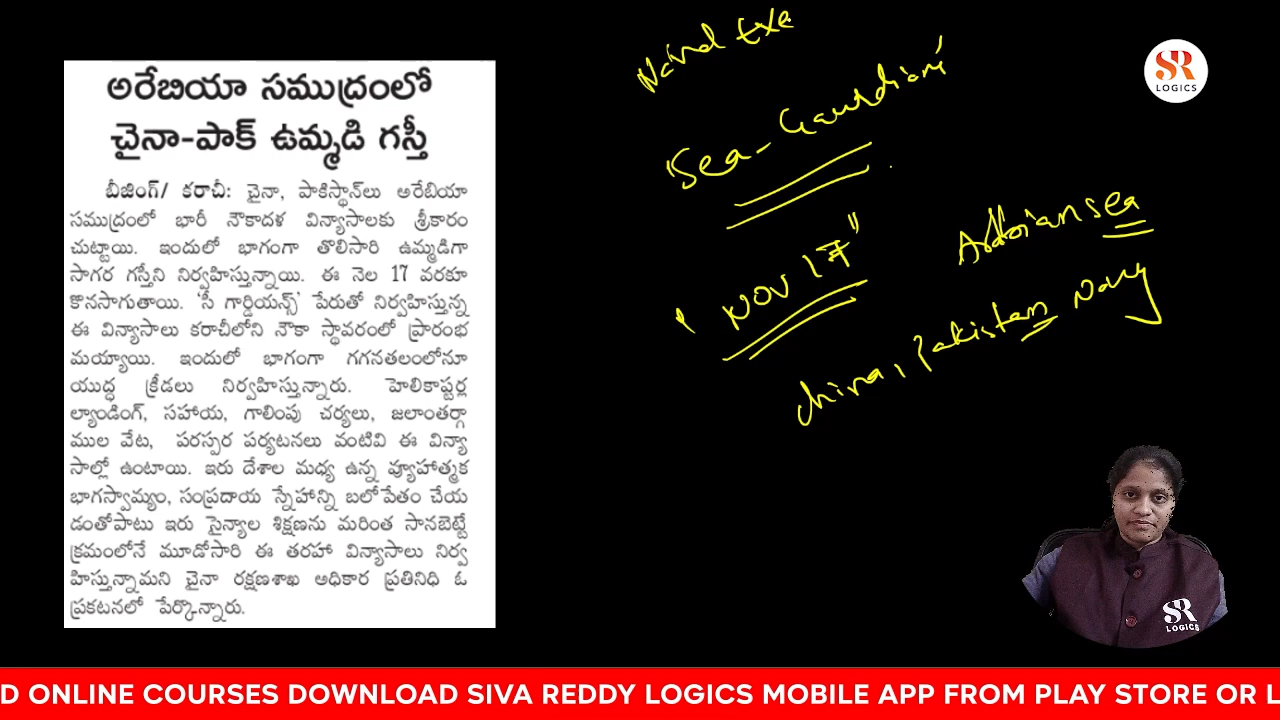 అరేబియా సముద్రంలో
చైనా-పాక్ ఉమ్మడి గస్తీ
బీజింగ్/ కరాచీ: చైనా, పాకిస్థాన్‌లు అరేబియా
సముద్రంలో భారీ నౌకాదళ విన్యాసాలకు శ్రీకారం
చుట్టాయి. ఇందులో భాగంగా తొలిసారి ఉమ్మడిగా
సాగర గస్తీని నిర్వహిస్తున్నాయి. ఈ నెల 17 వరకూ
కొనసాగుతాయి. 'సీ గార్డియన్స్' పేరుతో నిర్వహిస్తున్న
ఈ విన్యాసాలు కరాచీలోని నౌకా స్థావరంలో ప్రారంభ
మయ్యాయి. ఇందులో భాగంగా గగనతలంలోనూ
యుద్ధ క్రీడలు నిర్వహిస్తున్నారు. హెలికాప్టర్ల
ల్యాండింగ్, సహాయ, గాలింపు చర్యలు, జలాంతర్గా
ముల వేట, పరస్పర పర్యటనలు వంటివి ఈ విన్యా
సాల్లో ఉంటాయి. ఇరు దేశాల మధ్య ఉన్న వ్యూహాత్మక
భాగస్వామ్యం, సంప్రదాయ స్నేహాన్ని బలోపేతం చేయ
డంతోపాటు ఇరు సైన్యాల శిక్షణను మరింత సానబెట్టే
క్రమంలోనే మూడోసారి ఈ తరహా విన్యాసాలు నిర్వ
హిస్తున్నామని చైనా రక్షణశాఖ అధికార ప్రతినిధి ఓ
ప్రకటనలో పేర్కొన్నారు.
Exe
Sea-
"Nov 17"
sea
china, Pakistan Navy
SR
LOGICS
SR
LOGICS
D ONLINE COURSES DOWNLOAD SIVA REDDY LOGICS MOBILE APP FROM PLAY STORE OR L